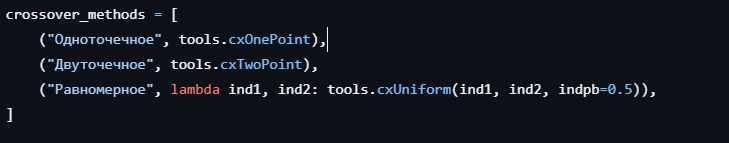 crossover_methods = [
    ("Одноточечное", tools.cxOnePoint),
    ("Двуточечное", tools.cxTwoPoint),
    ("Равномерное", lambda ind1, ind2: tools.cxUniform(ind1, ind2, indpb=0.5)),
]